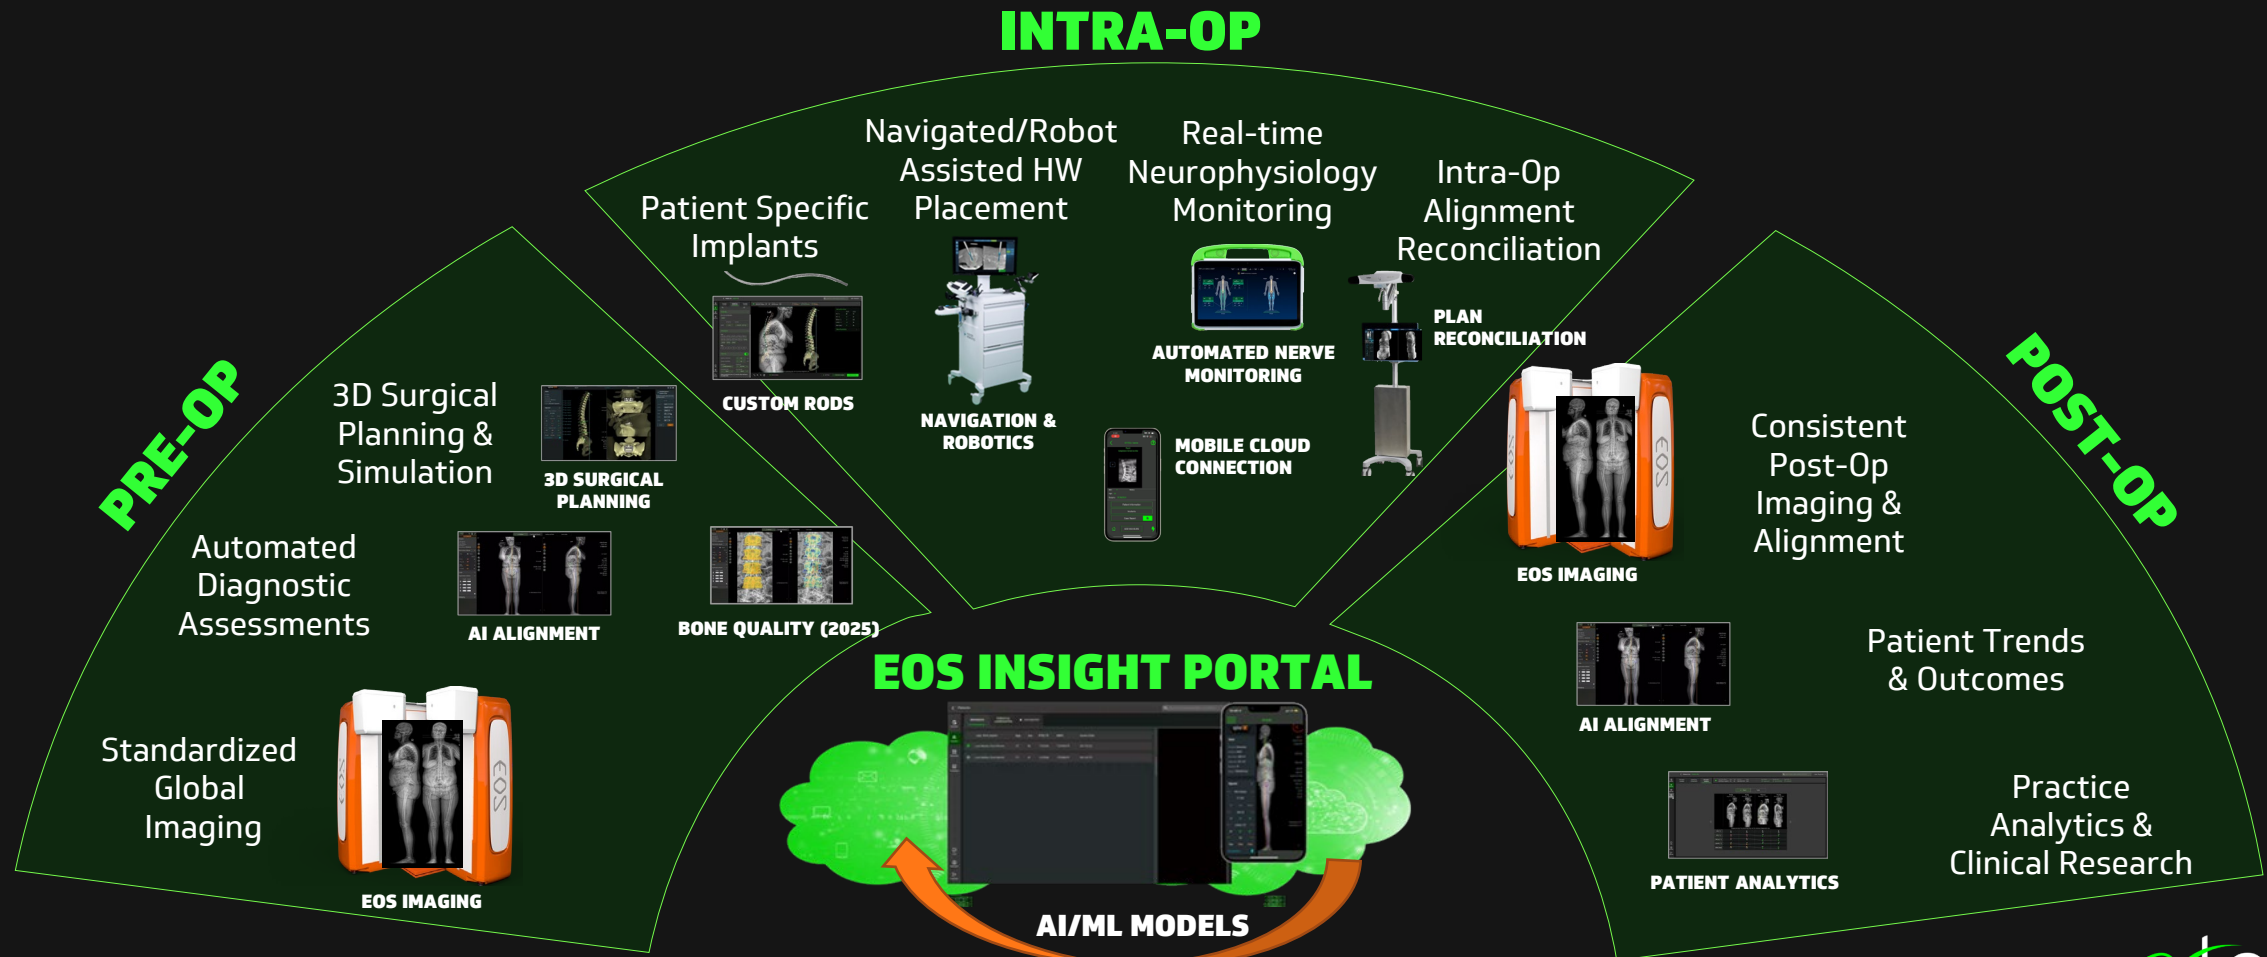 INTRA-OP
Navigated/Robot
Assisted HW
Placement
Real-time
Neurophysiology
Monitoring
Intra-Op
Alignment
Reconciliation
Patient Specific
Implants
CUSTOM RODS
NAVIGATION &
ROBOTICS
AUTOMATED NERVE
MONITORING
PLAN
RECONCILIATION
MOBILE CLOUD
CONNECTION
PRE-OP
3D Surgical
Planning &
Simulation
3D SURGICAL
PLANNING
Automated
Diagnostic
Assessments
AI ALIGNMENT
BONE QUALITY (2025)
Standardized
Global
Imaging
EOS
EOS IMAGING
EOS INSIGHT PORTAL
AI/ML MODELS
POST-OP
EOS
EOS IMAGING
Consistent
Post-Op
Imaging &
Alignment
AI ALIGNMENT
Patient Trends
& Outcomes
PATIENT ANALYTICS
Practice
Analytics &
Clinical Research